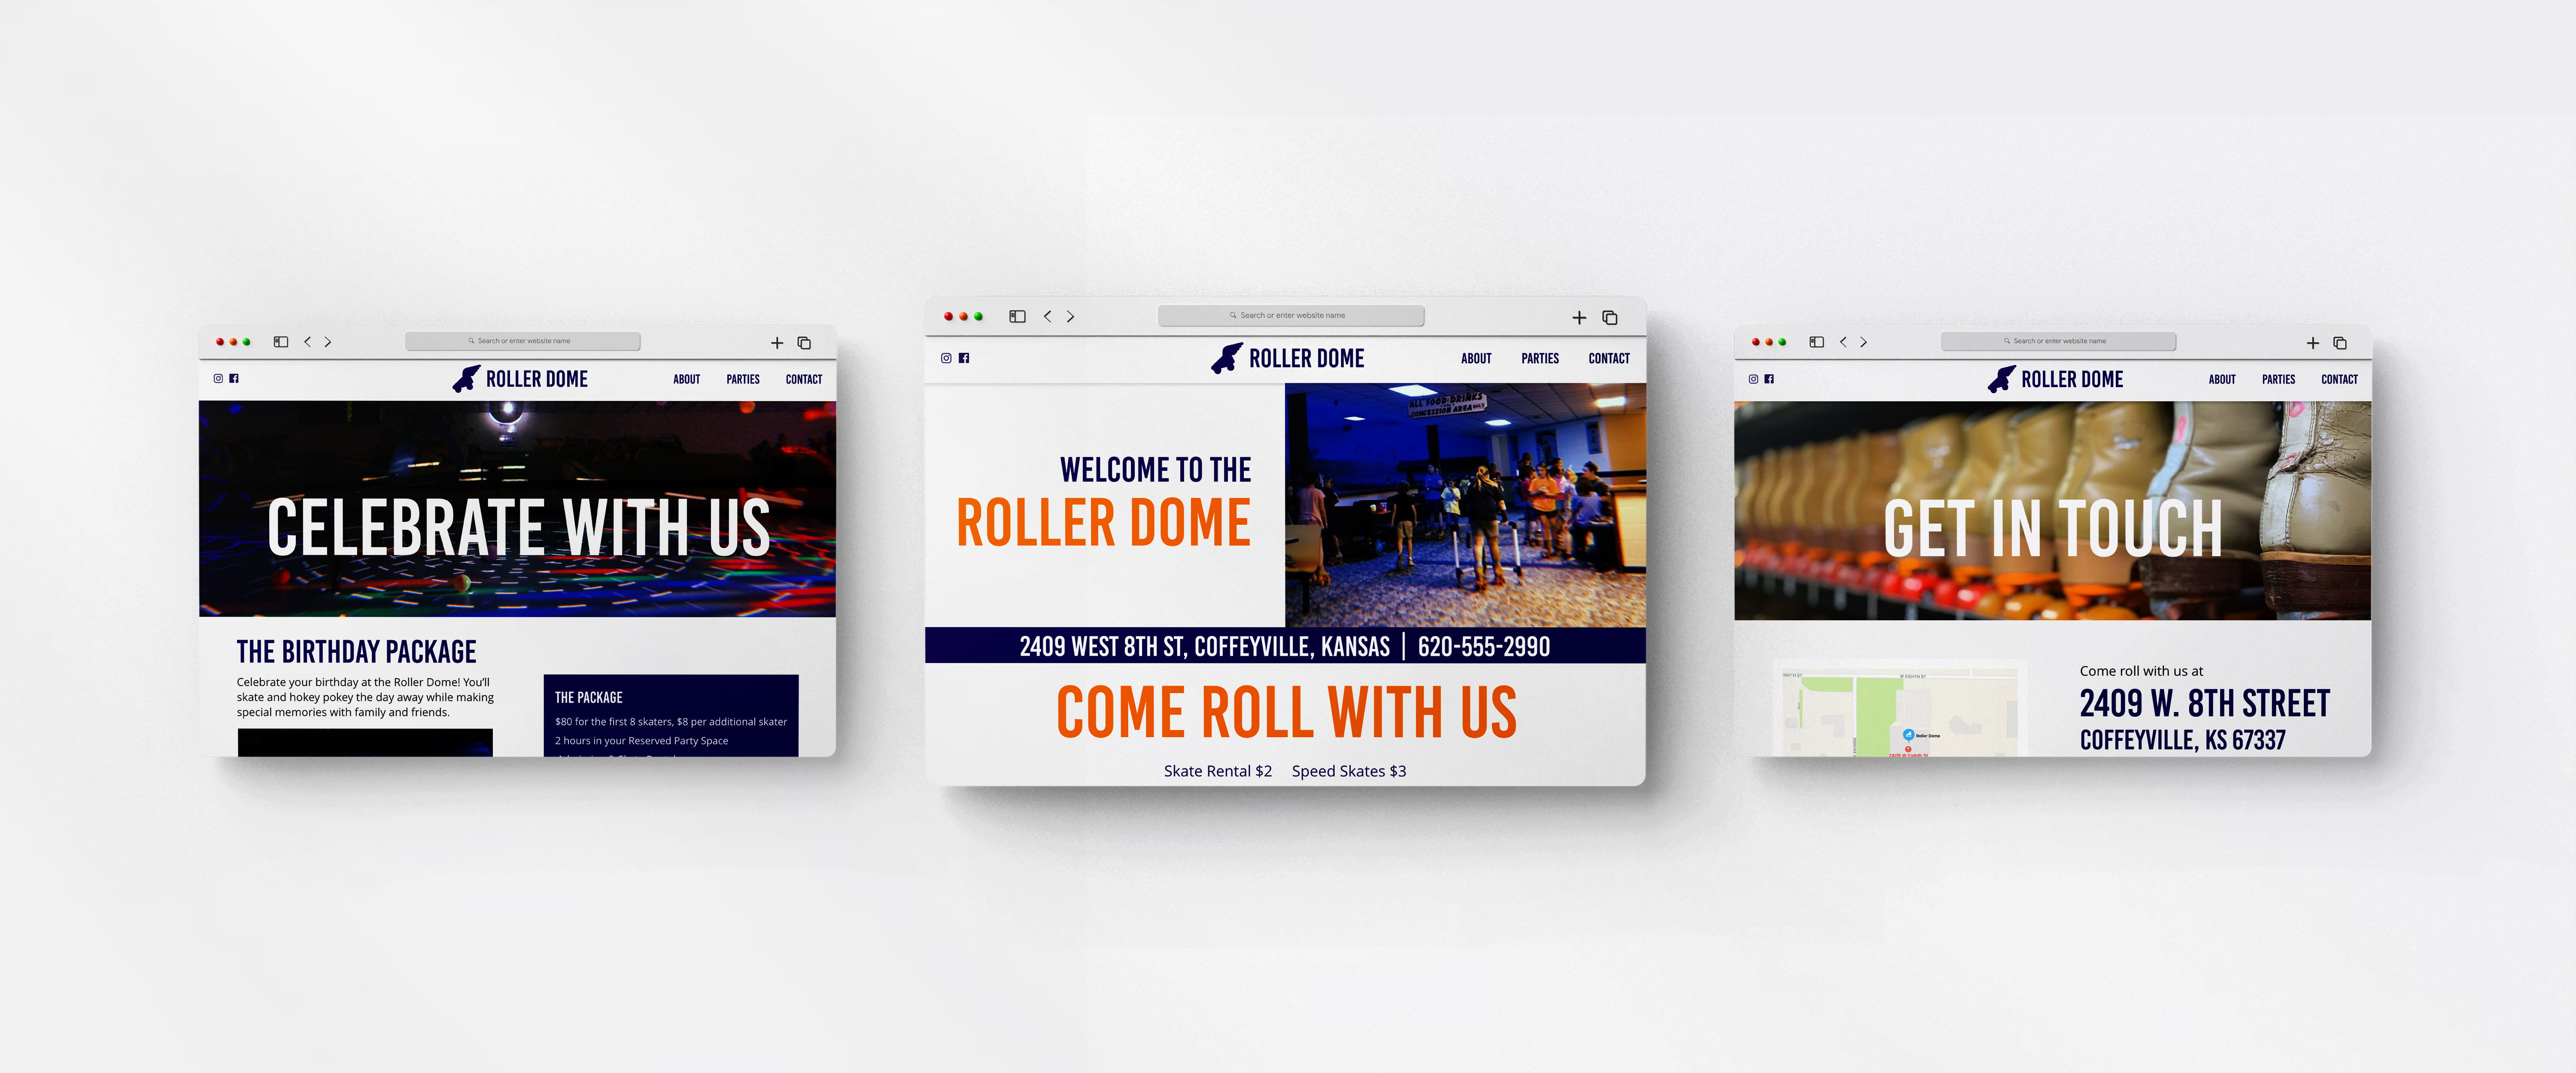 Search or enter website name
ROLLER DOME
ABOUT PARTIES CONTACT
CELEBRATE WITH US
THE BIRTHDAY PACKAGE
Celebrate your birthday at the Roller Dome! You'll
skate and hokey pokey the day away while making
special memories with family and friends.
THE PACKAGE
$80 for the first 8 skaters, $8 per additional skater
2 hours in your Reserved Party Space
Search or enter website name
ROLLER DOME
ABOUT PARTIES CONTACT
ALL FOOD DRINKS
CONCESSION AREA ONLY
WELCOME TO THE
ROLLER DOME
2409 WEST 8TH ST, COFFEYVILLE, KANSAS | 620-555-2990
COME ROLL WITH US
Skate Rental $2 Speed Skates $3
Search or enter website name
ROLLER DOME
ABOUT PARTIES CONTACT
GET IN TOUCH
W EIGHTH ST
Roller Dome
2409 W Eighth St
Come roll with us at
2409 W. 8TH STREET
COFFEYVILLE, KS 67337